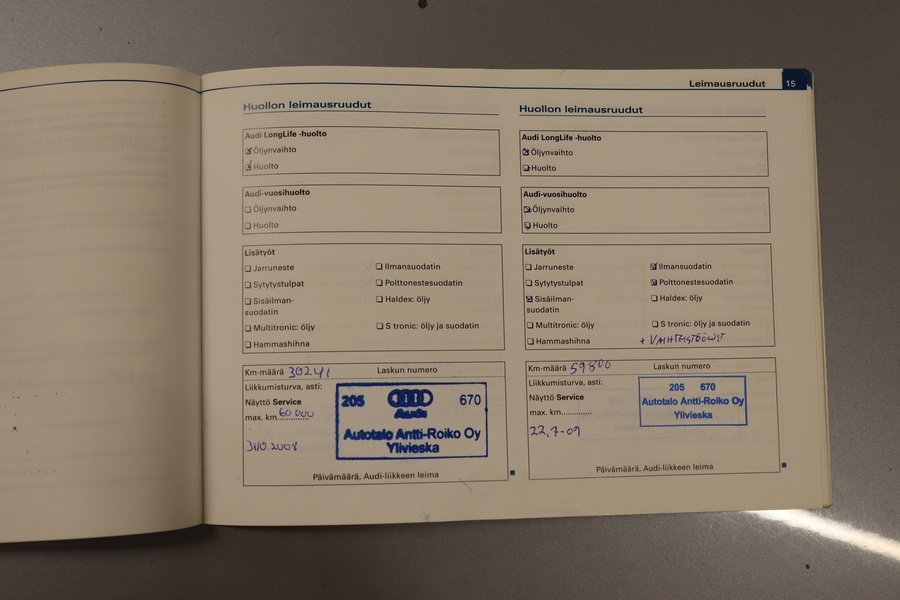 Leimausruudut 15
Huollon leimausruudut
Audi LongLife -huolto
Öljynvaihto
Huolto
Audi-vuosihuolto
Öljynvaihto
Huolto
Lisätyöt
Jarruneste
Ilmansuodatin
Sytytystulpat
Polttonestesuodatin
Sisäilman-
suodatin
Haldex: öljy
Multitronic: öljy
S tronic: öljy ja suodatin
Hammashihna
Km-määrä 30241 Laskun numero
Liikkumisturva, asti:
Näyttö Service
max. km 60 000
205 Audi 670
Autotalo Antti-Roiko Oy
Ylivieska
31.10.2008
Päivämäärä, Audi-liikkeen leima
Huollon leimausruudut
Audi LongLife -huolto
Öljynvaihto
Huolto
Audi-vuosihuolto
Öljynvaihto
Huolto
Lisätyöt
Jarruneste
Ilmansuodatin
Sytytystulpat
Polttonestesuodatin
Sisäilman-
suodatin
Haldex: öljy
Multitronic: öljy
S tronic: öljy ja suodatin
Hammashihna
Km-määrä 59800 Laskun numero
Liikkumisturva, asti:
Näyttö Service
max. km.............
205 670
Autotalo Antti-Roiko Oy
Ylivieska
22.7-09
Päivämäärä, Audi-liikkeen leima